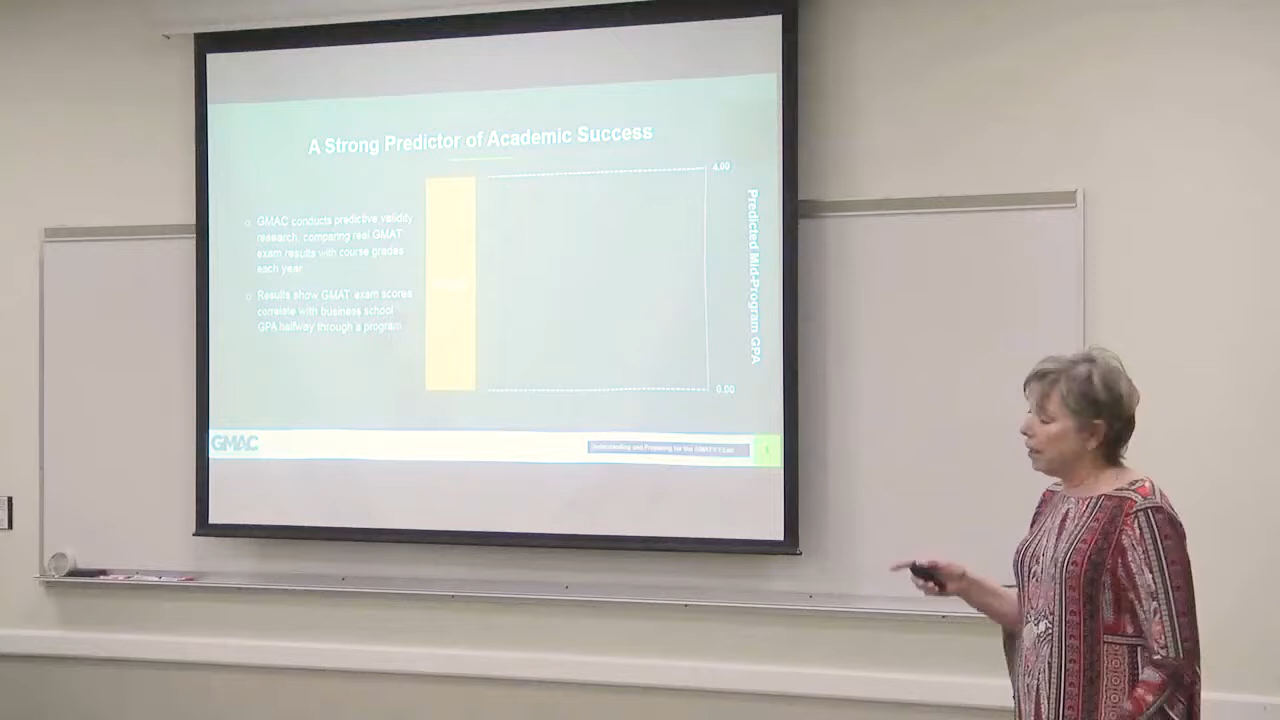 A Strong Predictor of Academic Success
GMAC conducts predictive validity
research, comparing real GMAT
exam results with course grades
each year
Results show GMAT exam scores
correlate with business school
GPA halfway through a program
4.00
Predicted Mid-Program GPA
0.00
GMAC
Understanding and Preparing for the GMAT® Exam